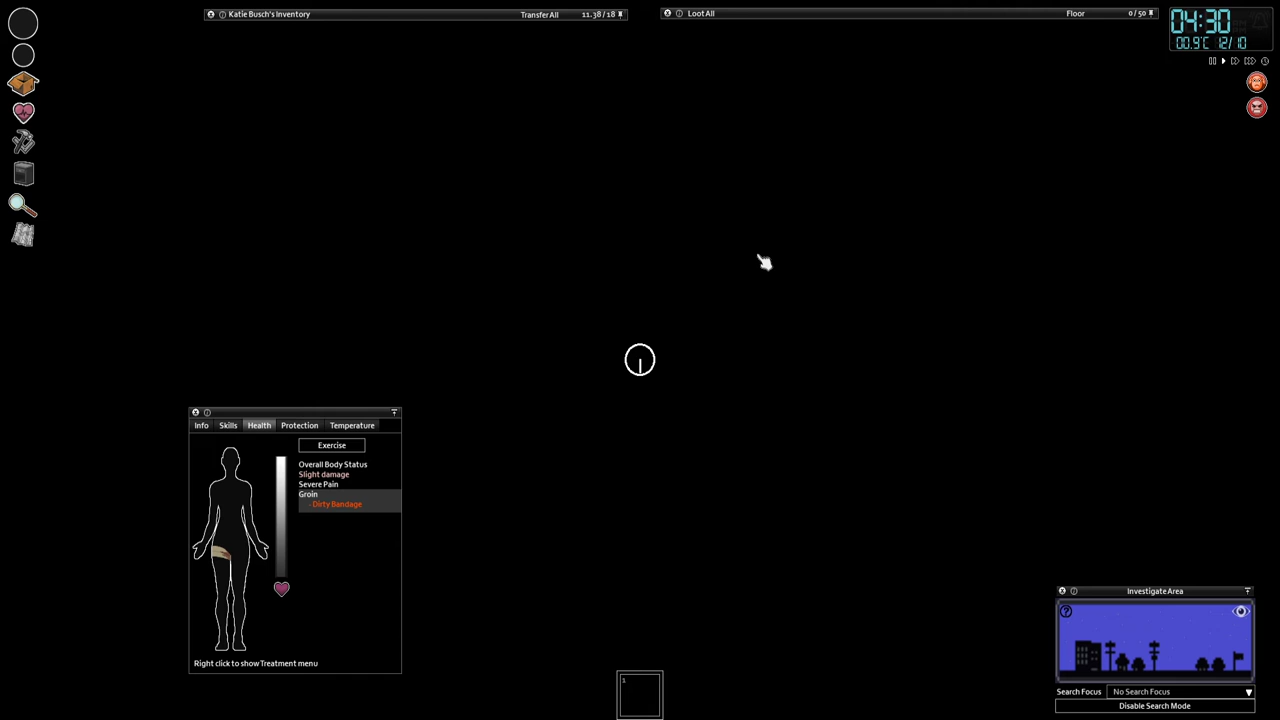 Katie Busch's Inventory
Transfer All
11.38 / 18
Loot All
Floor
0 / 50
04:30
00.9°C 12/10
Info Skills Health Protection Temperature
Exercise
Overall Body Status
Slight damage
Severe Pain
Groin
- Dirty Bandage
Right click to show Treatment menu
1
Investigate Area
?
Search Focus
No Search Focus
Disable Search Mode